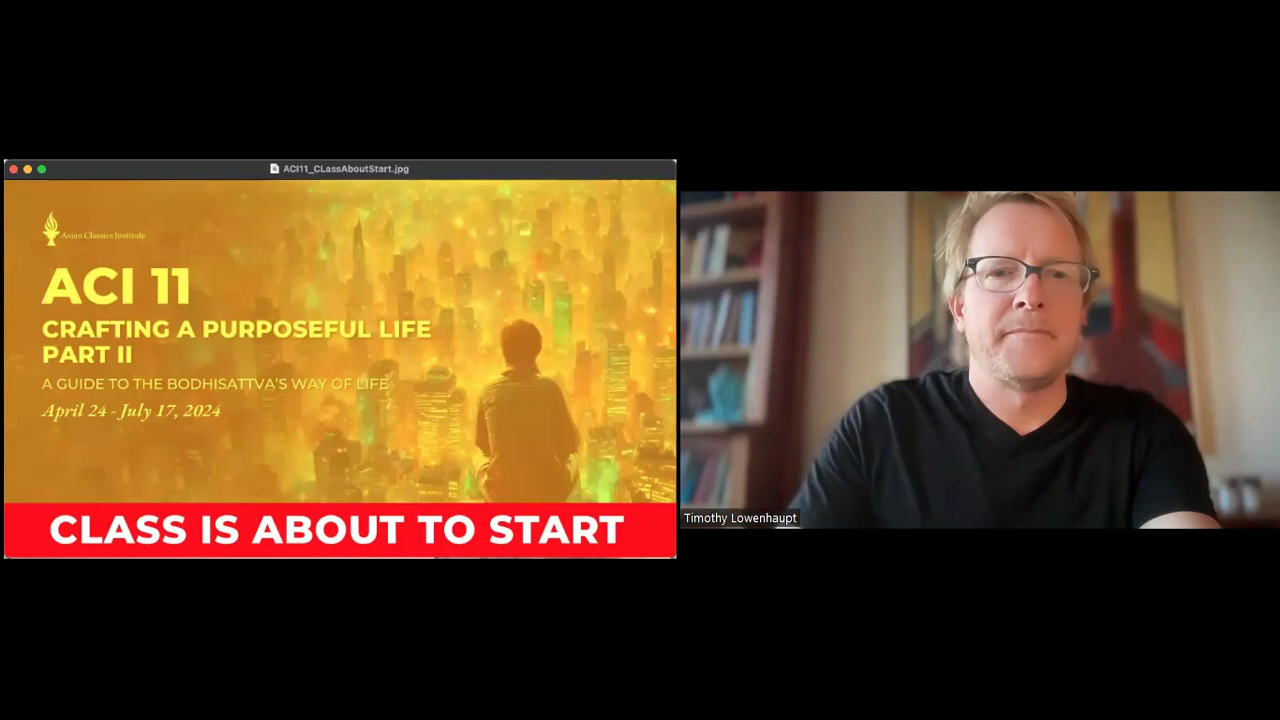 ACI11_CLassAboutStart.jpg
Asian Classics Institute
ACI 11
CRAFTING A PURPOSEFUL LIFE
PART II
A GUIDE TO THE BODHISATTVA'S WAY OF LIFE
April 24 - July 17, 2024
CLASS IS ABOUT TO START
Timothy Lowenhaupt